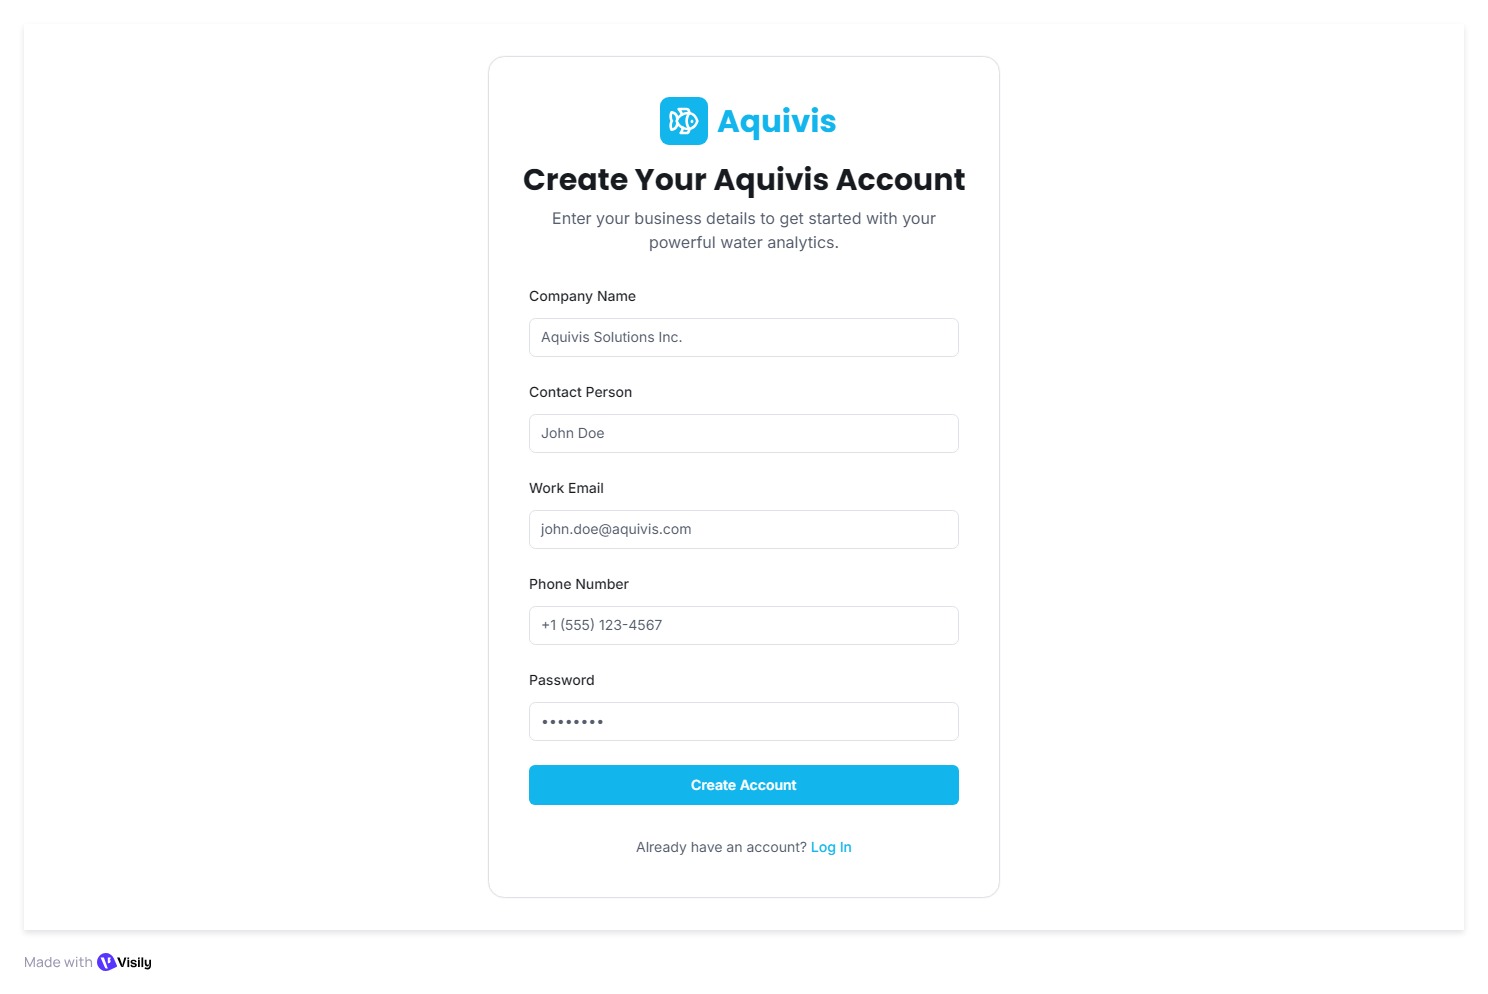 Aquivis
Create Your Aquivis Account
Enter your business details to get started with your
powerful water analytics.
Company Name
Aquivis Solutions Inc.
Contact Person
John Doe
Work Email
john.doe@aquivis.com
Phone Number
+1 (555) 123-4567
Password
••••••••
Create Account
Already have an account? Log In
Made with Visily